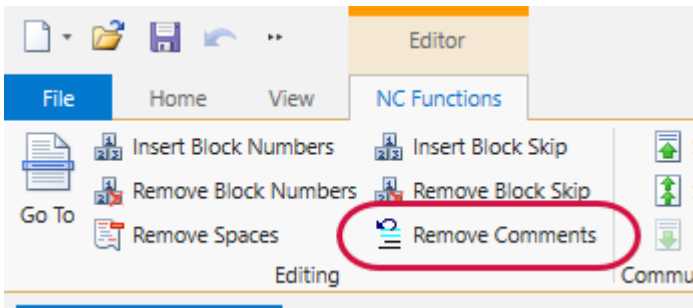 Editor
File Home View NC Functions
Insert Block Numbers Insert Block Skip
Remove Block Numbers Remove Block Skip
Go To
Remove Spaces Remove Comments
Editing